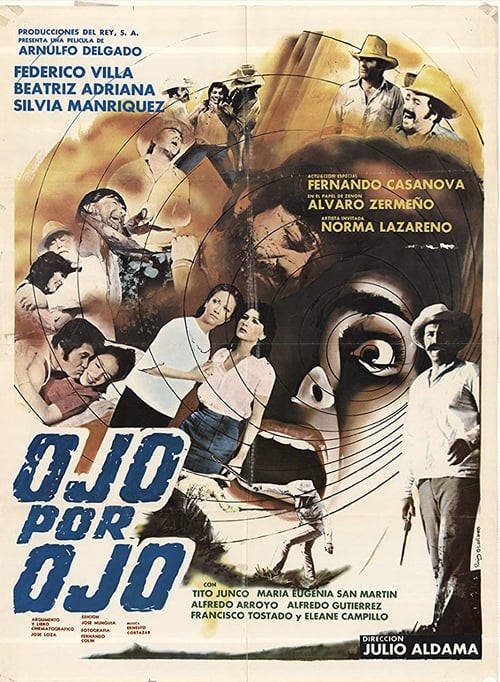 PRODUCCIONES DEL REY, S. A.
PRESENTA UNA PELICULA DE
ARNULFO DELGADO
FEDERICO VILLA
BEATRIZ ADRIANA
SILVIA MANRIQUEZ
ACTUACION ESPECIAL
FERNANDO CASANOVA
EN EL PAPEL DE ZENON
ALVARO ZERMEÑO
ARTISTA INVITADA
NORMA LAZARENO
OJO
POR
OJO
CON
TITO JUNCO MARIA EUGENIA SAN MARTIN
ALFREDO ARROYO ALFREDO GUTIERREZ
FRANCISCO TOSTADO y ELEANE CAMPILLO
ARGUMENTO
Y LIBRO
CINEMATOGRAFICO
JOSE LOZA
EDICION
JOSE MUNGUIA
FOTOGRAFIA
FERNANDO
COLIN
MUSICA
ERNESTO
CORTAZAR
DIRECCION
JULIO ALDAMA